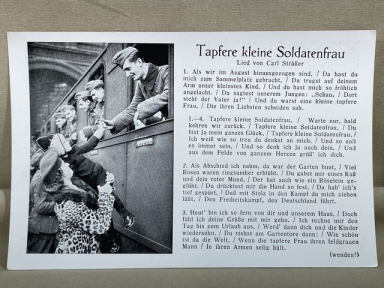 Tapfere kleine Soldatenfrau
Lied von Carl Sträßer
1. Als wir im August hinausgezogen sind, / Da hast du
mich zum Sammelplatz gebracht, / Du trugst auf deinem
Arm unser kleinstes Kind, / Und du hast mich so fröhlich
angelacht. / Du sagtest unserem Jungen: „Schau, / Dort
steht der Vater ja!“ / Und du warst eine kleine tapfere
Frau, / Die ihren Liebsten scheiden sah.
1.—4. Tapfere kleine Soldatenfrau, / Warte nur, bald
kehren wir zurück. / Tapfere kleine Soldatenfrau, / Du
bist ja mein ganzes Glück. / Tapfere kleine Soldatenfrau, /
Ich weiß wie so treu du denkst an mich. / Und so soll
es immer sein, / Und so denk ich ja auch dein, / Und
aus dem Felde von ganzem Herzen grüß' ich dich.
2. Als Abschied ich nahm, da war der Garten bunt, / Viel
Rosen waren ringsumher erblüht. / Du gabst mir einen Kuß
und dein roter Mund, / Der hat auch wie ein Röselein ge-
glüht. / Du drücktest mir die Hand so fest, / Da hab' ich's
tief gespürt, / Daß mit Stolz in den Kampf du mich ziehen
läßt, / Den Freiheitskampf, den Deutschland führt.
3. Heut' bin ich so fern von dir und unserm Haus, / Doch
fühl ich deine Grüße mit mir gehn. / Ich rechne mir den
Tag bis zum Urlaub aus, / Werd' dann dich und die Kinder
wiedersehn. / Du stehst am Gartentore dann: / Wie schön
ist da die Welt, / Wenn die tapfere Frau ihren feldgrauen
Mann / In ihren Armen selig hält.
(wenden!)